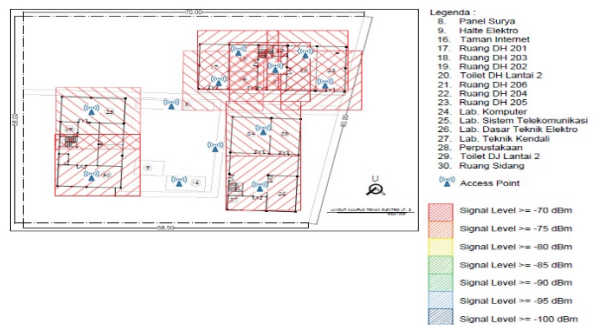 70.00
Legenda :
8. Panel Surya
9. Halte Elektro
16. Taman Internet
17. Ruang DH 201
18. Ruang DH 203
19. Ruang DH 202
20. Toilet DH Lantai 2
21. Ruang DH 206
22. Ruang DH 204
23. Ruang DH 205
24. Lab. Komputer
25. Lab. Sistem Telekomunikasi
26. Lab. Dasar Teknik Elektro
27. Lab. Teknik Kendali
28. Perpustakaan
29. Toilet DJ Lantai 2
30. Ruang Sidang
Access Point
U
68.50
Signal Level >= -70 dBm
Signal Level >= -75 dBm
Signal Level >= -80 dBm
Signal Level >= -85 dBm
Signal Level >= -90 dBm
Signal Level >= -95 dBm
Signal Level >= -100 dBm